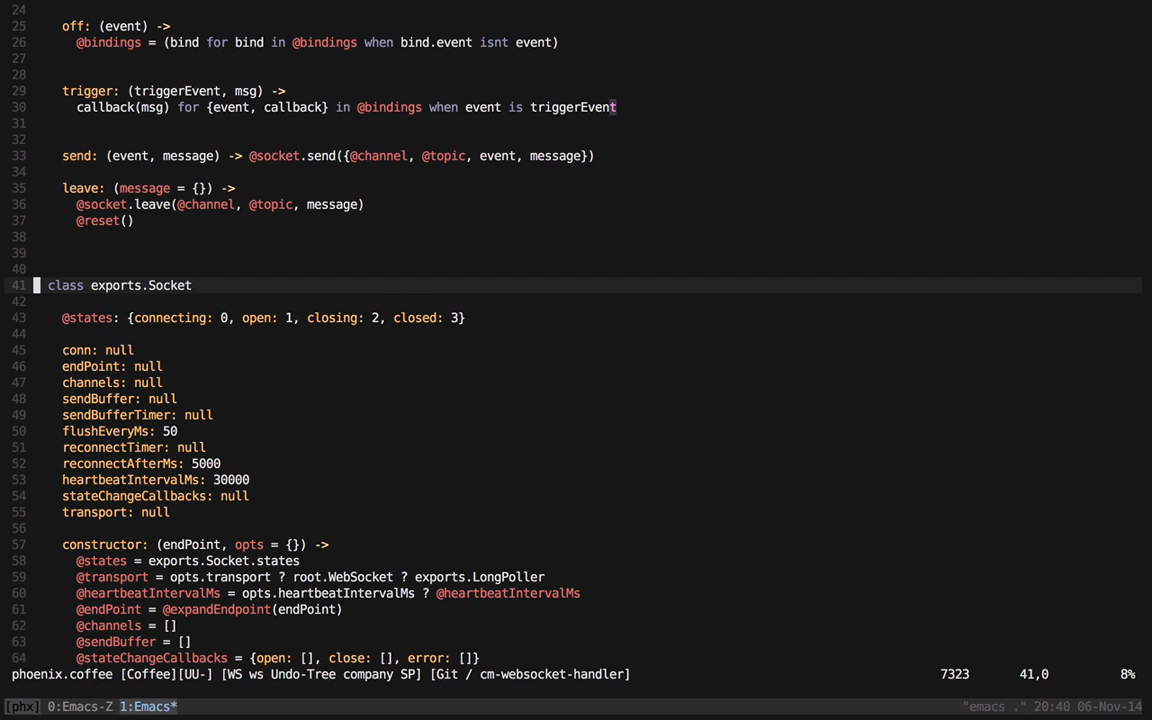 24
25 off: (event) ->
26 @bindings = (bind for bind in @bindings when bind.event isnt event)
27
28
29 trigger: (triggerEvent, msg) ->
30 callback(msg) for {event, callback} in @bindings when event is triggerEvent
31
32
33 send: (event, message) -> @socket.send({@channel, @topic, event, message})
34
35 leave: (message = {}) ->
36 @socket.leave(@channel, @topic, message)
37 @reset()
38
39
40
41 class exports.Socket
42
43 @states: {connecting: 0, open: 1, closing: 2, closed: 3}
44
45 conn: null
46 endPoint: null
47 channels: null
48 sendBuffer: null
49 sendBufferTimer: null
50 flushEveryMs: 50
51 reconnectTimer: null
52 reconnectAfterMs: 5000
53 heartbeatIntervalMs: 30000
54 stateChangeCallbacks: null
55 transport: null
56
57 constructor: (endPoint, opts = {}) ->
58 @states = exports.Socket.states
59 @transport = opts.transport ? root.WebSocket ? exports.LongPoller
60 @heartbeatIntervalMs = opts.heartbeatIntervalMs ? @heartbeatIntervalMs
61 @endPoint = @expandEndpoint(endPoint)
62 @channels = []
63 @sendBuffer = []
64 @stateChangeCallbacks = {open: [], close: [], error: []}
phoenix.coffee [Coffee][UU-] [WS ws Undo-Tree company SP] [Git / cm-websocket-handler] 7323 41,0 8%
[phx] 0:Emacs-Z 1:Emacs* "emacs ." 20:40 06-Nov-14